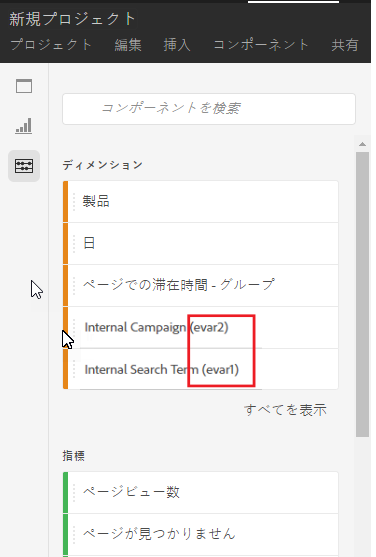 新規プロジェクト
プロジェクト 編集 挿入 コンポーネント 共有
コンポーネントを検索
ディメンション
製品
日
ページでの滞在時間 - グループ
Internal Campaign (evar2)
Internal Search Term (evar1)
すべてを表示
指標
ページビュー数
ページが見つかりません